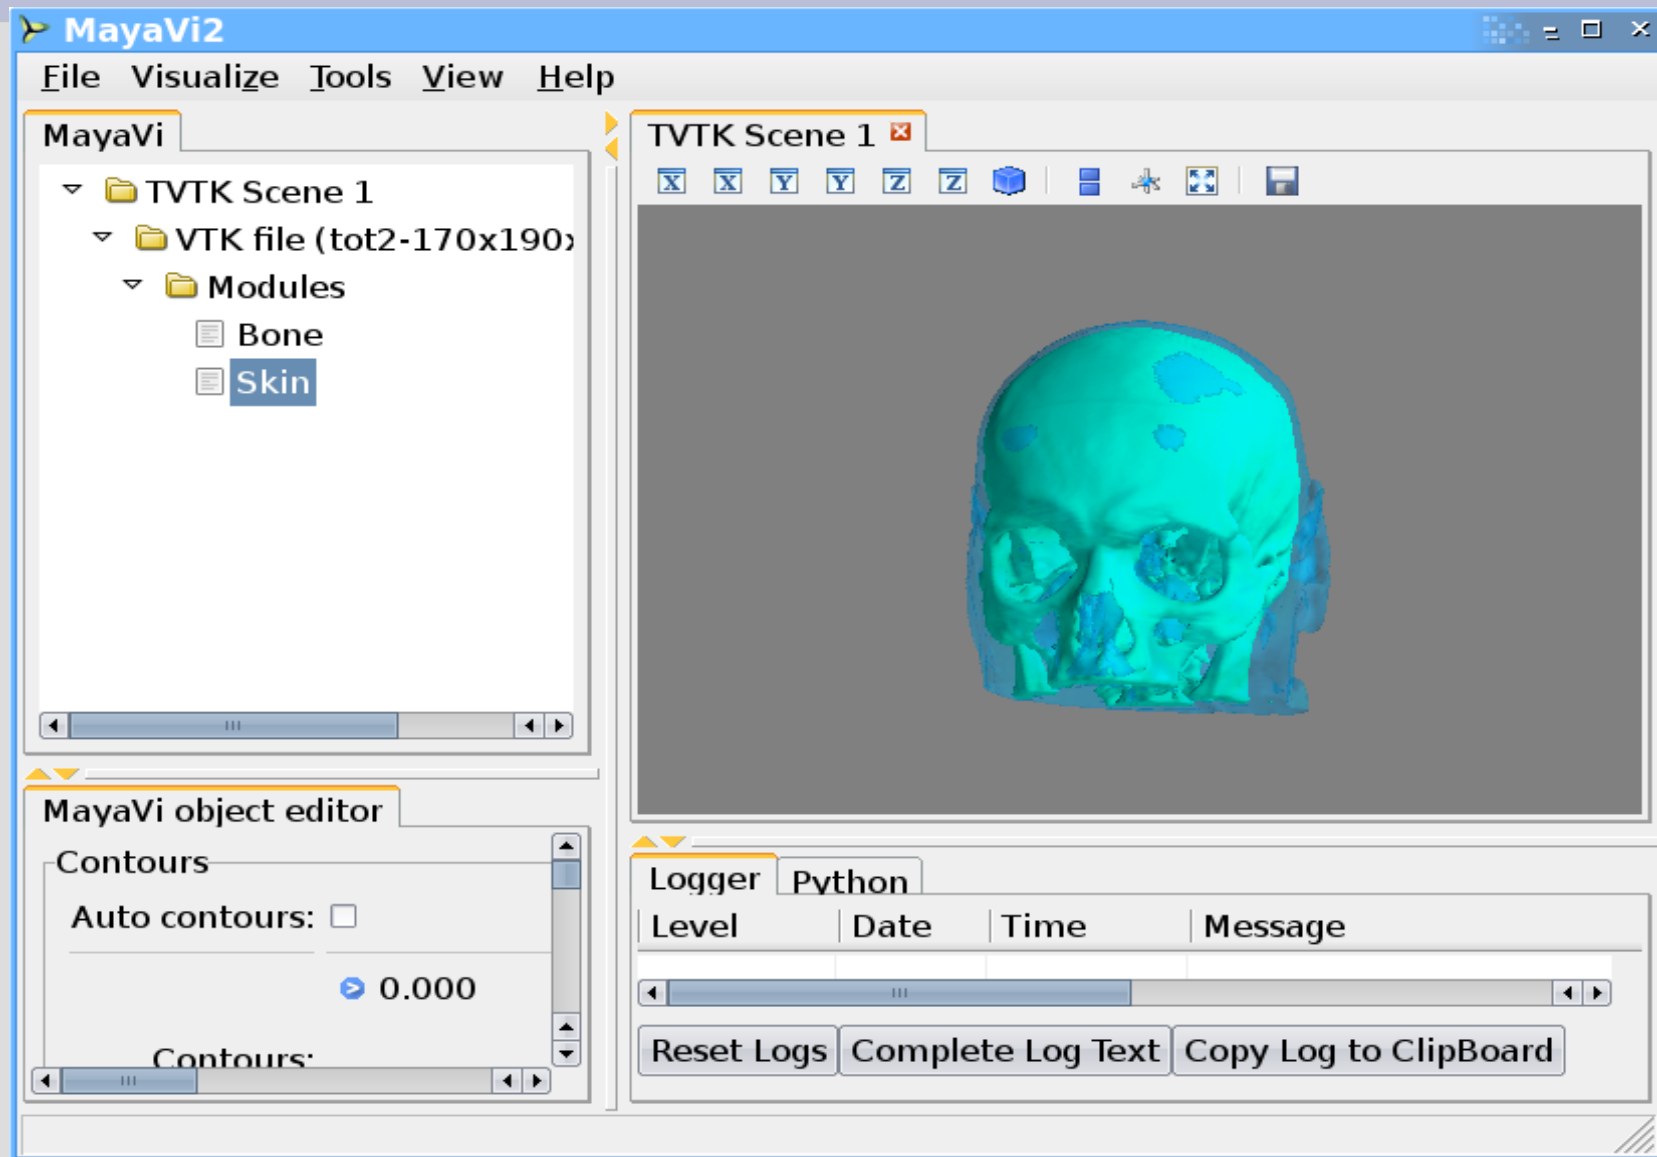 MayaVi2
File Visualize Tools View Help
MayaVi
TVTK Scene 1
VTK file (tot2-170x190x
Modules
Bone
Skin
TVTK Scene 1
X X Y Y Z Z
MayaVi object editor
Contours
Auto contours:
0.000
Contours:
Logger Python
Level Date Time Message
Reset Logs Complete Log Text Copy Log to ClipBoard